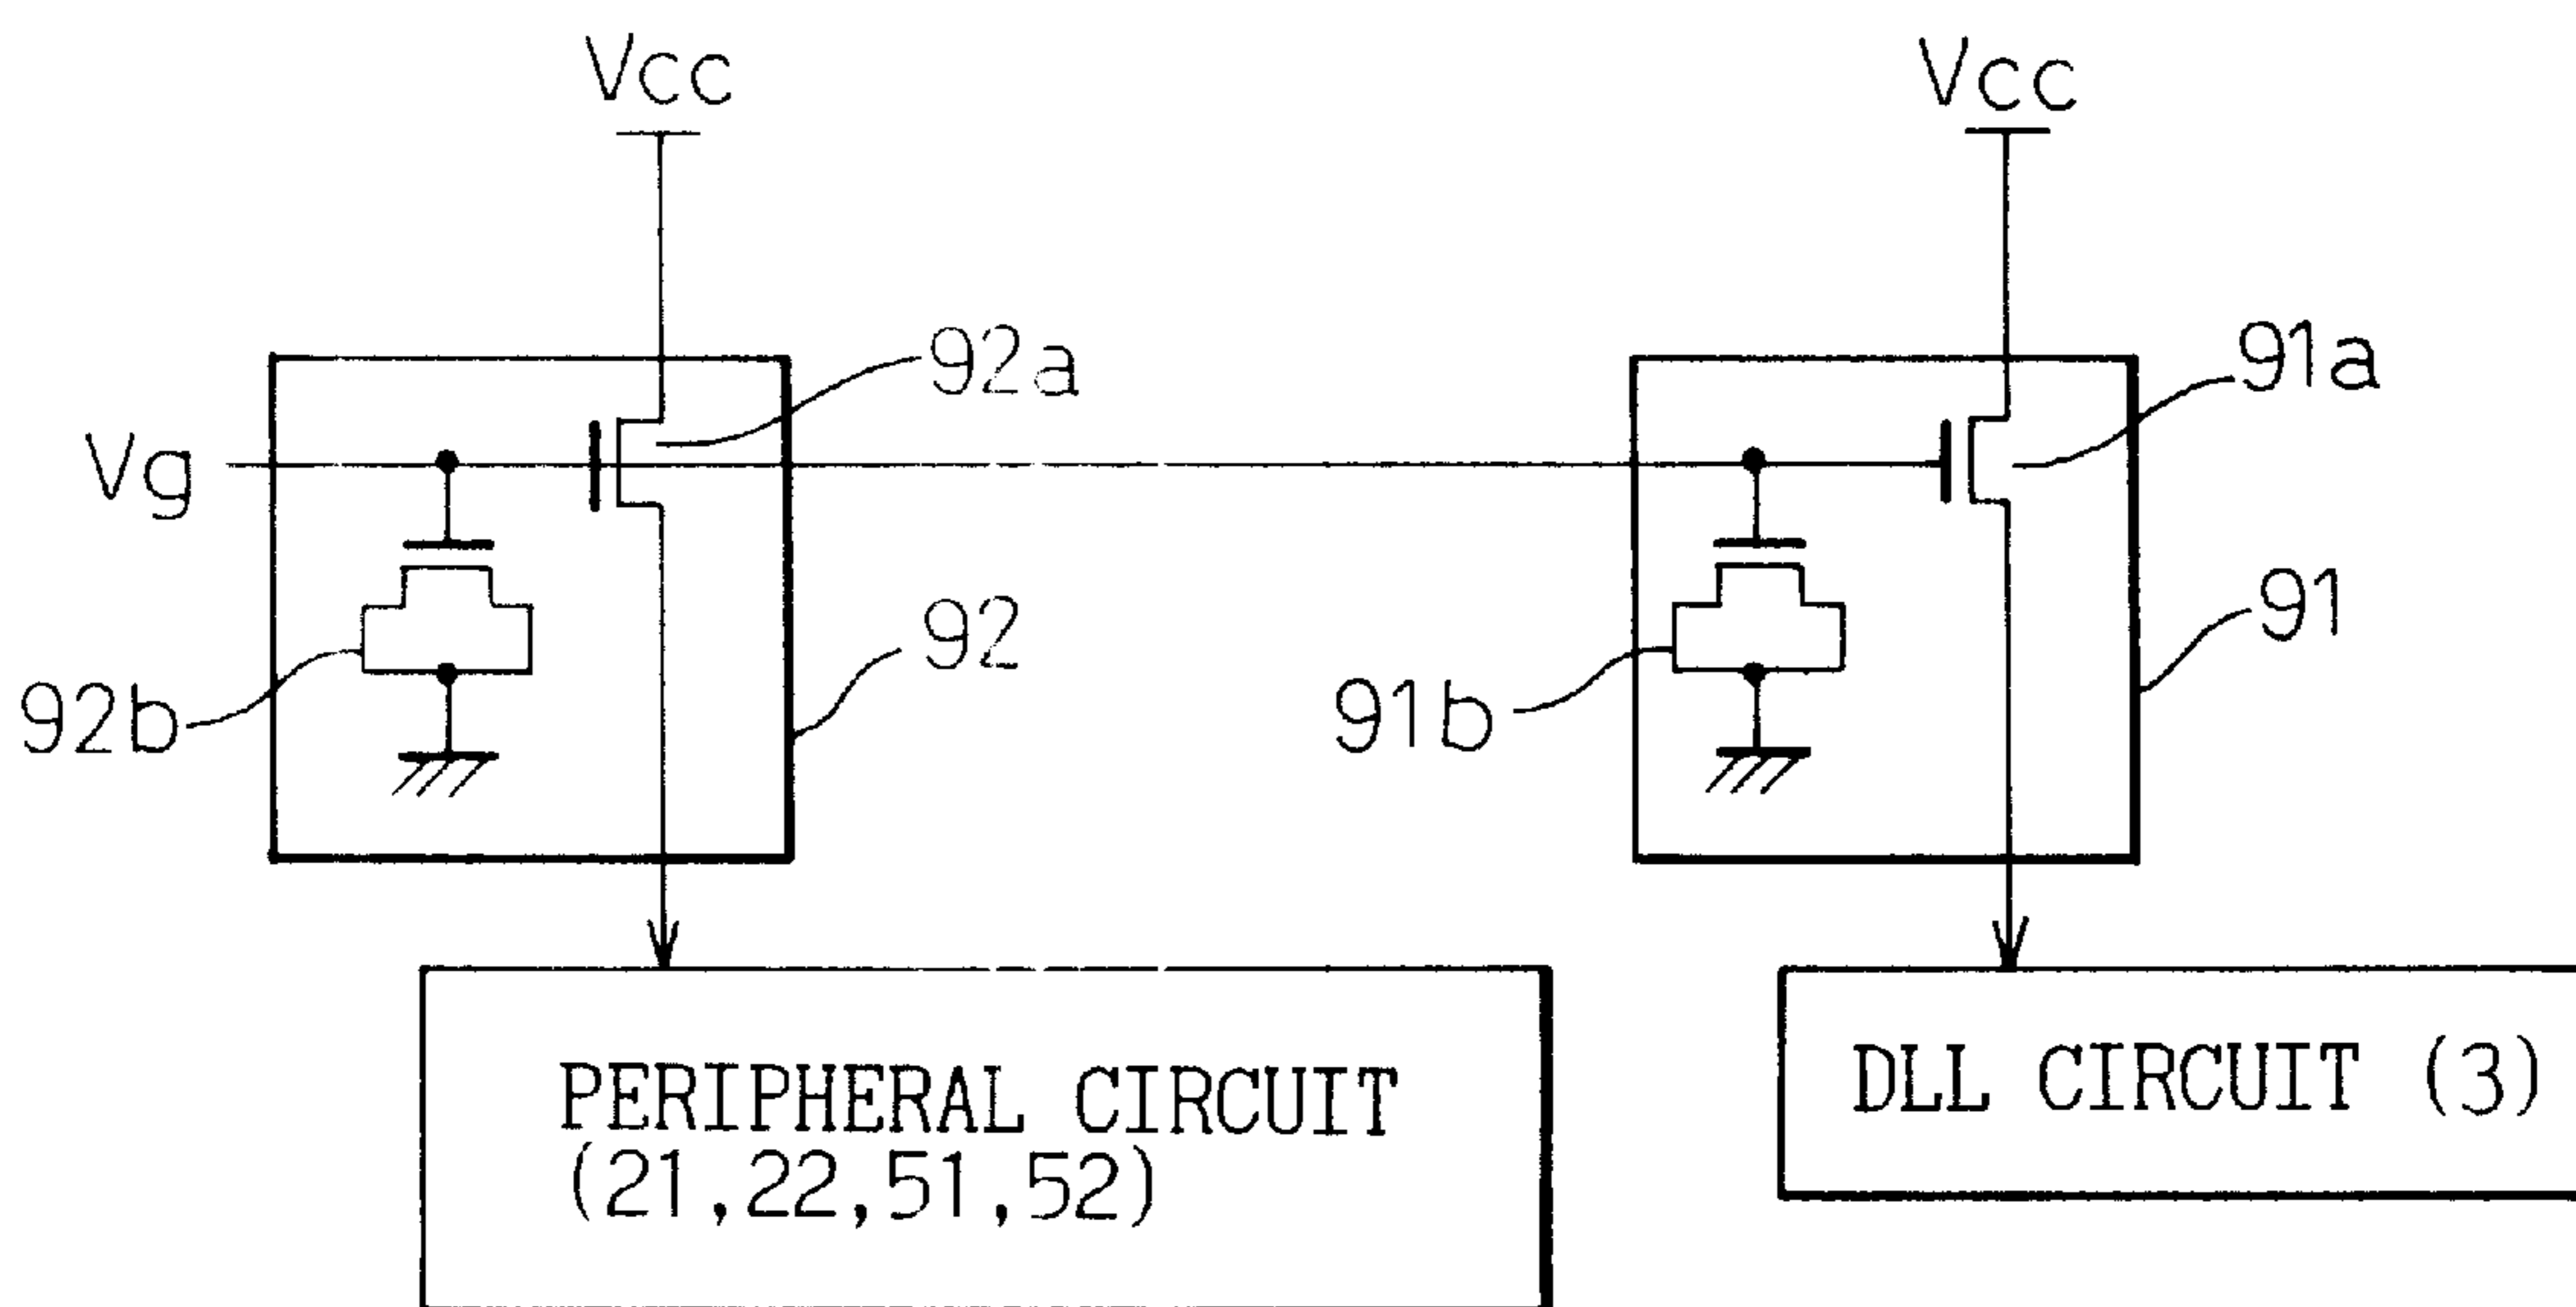 Vcc
Vcc
92a
91a
Vg
92
91
92b
91b
PERIPHERAL CIRCUIT
(21,22,51,52)
DLL CIRCUIT (3)